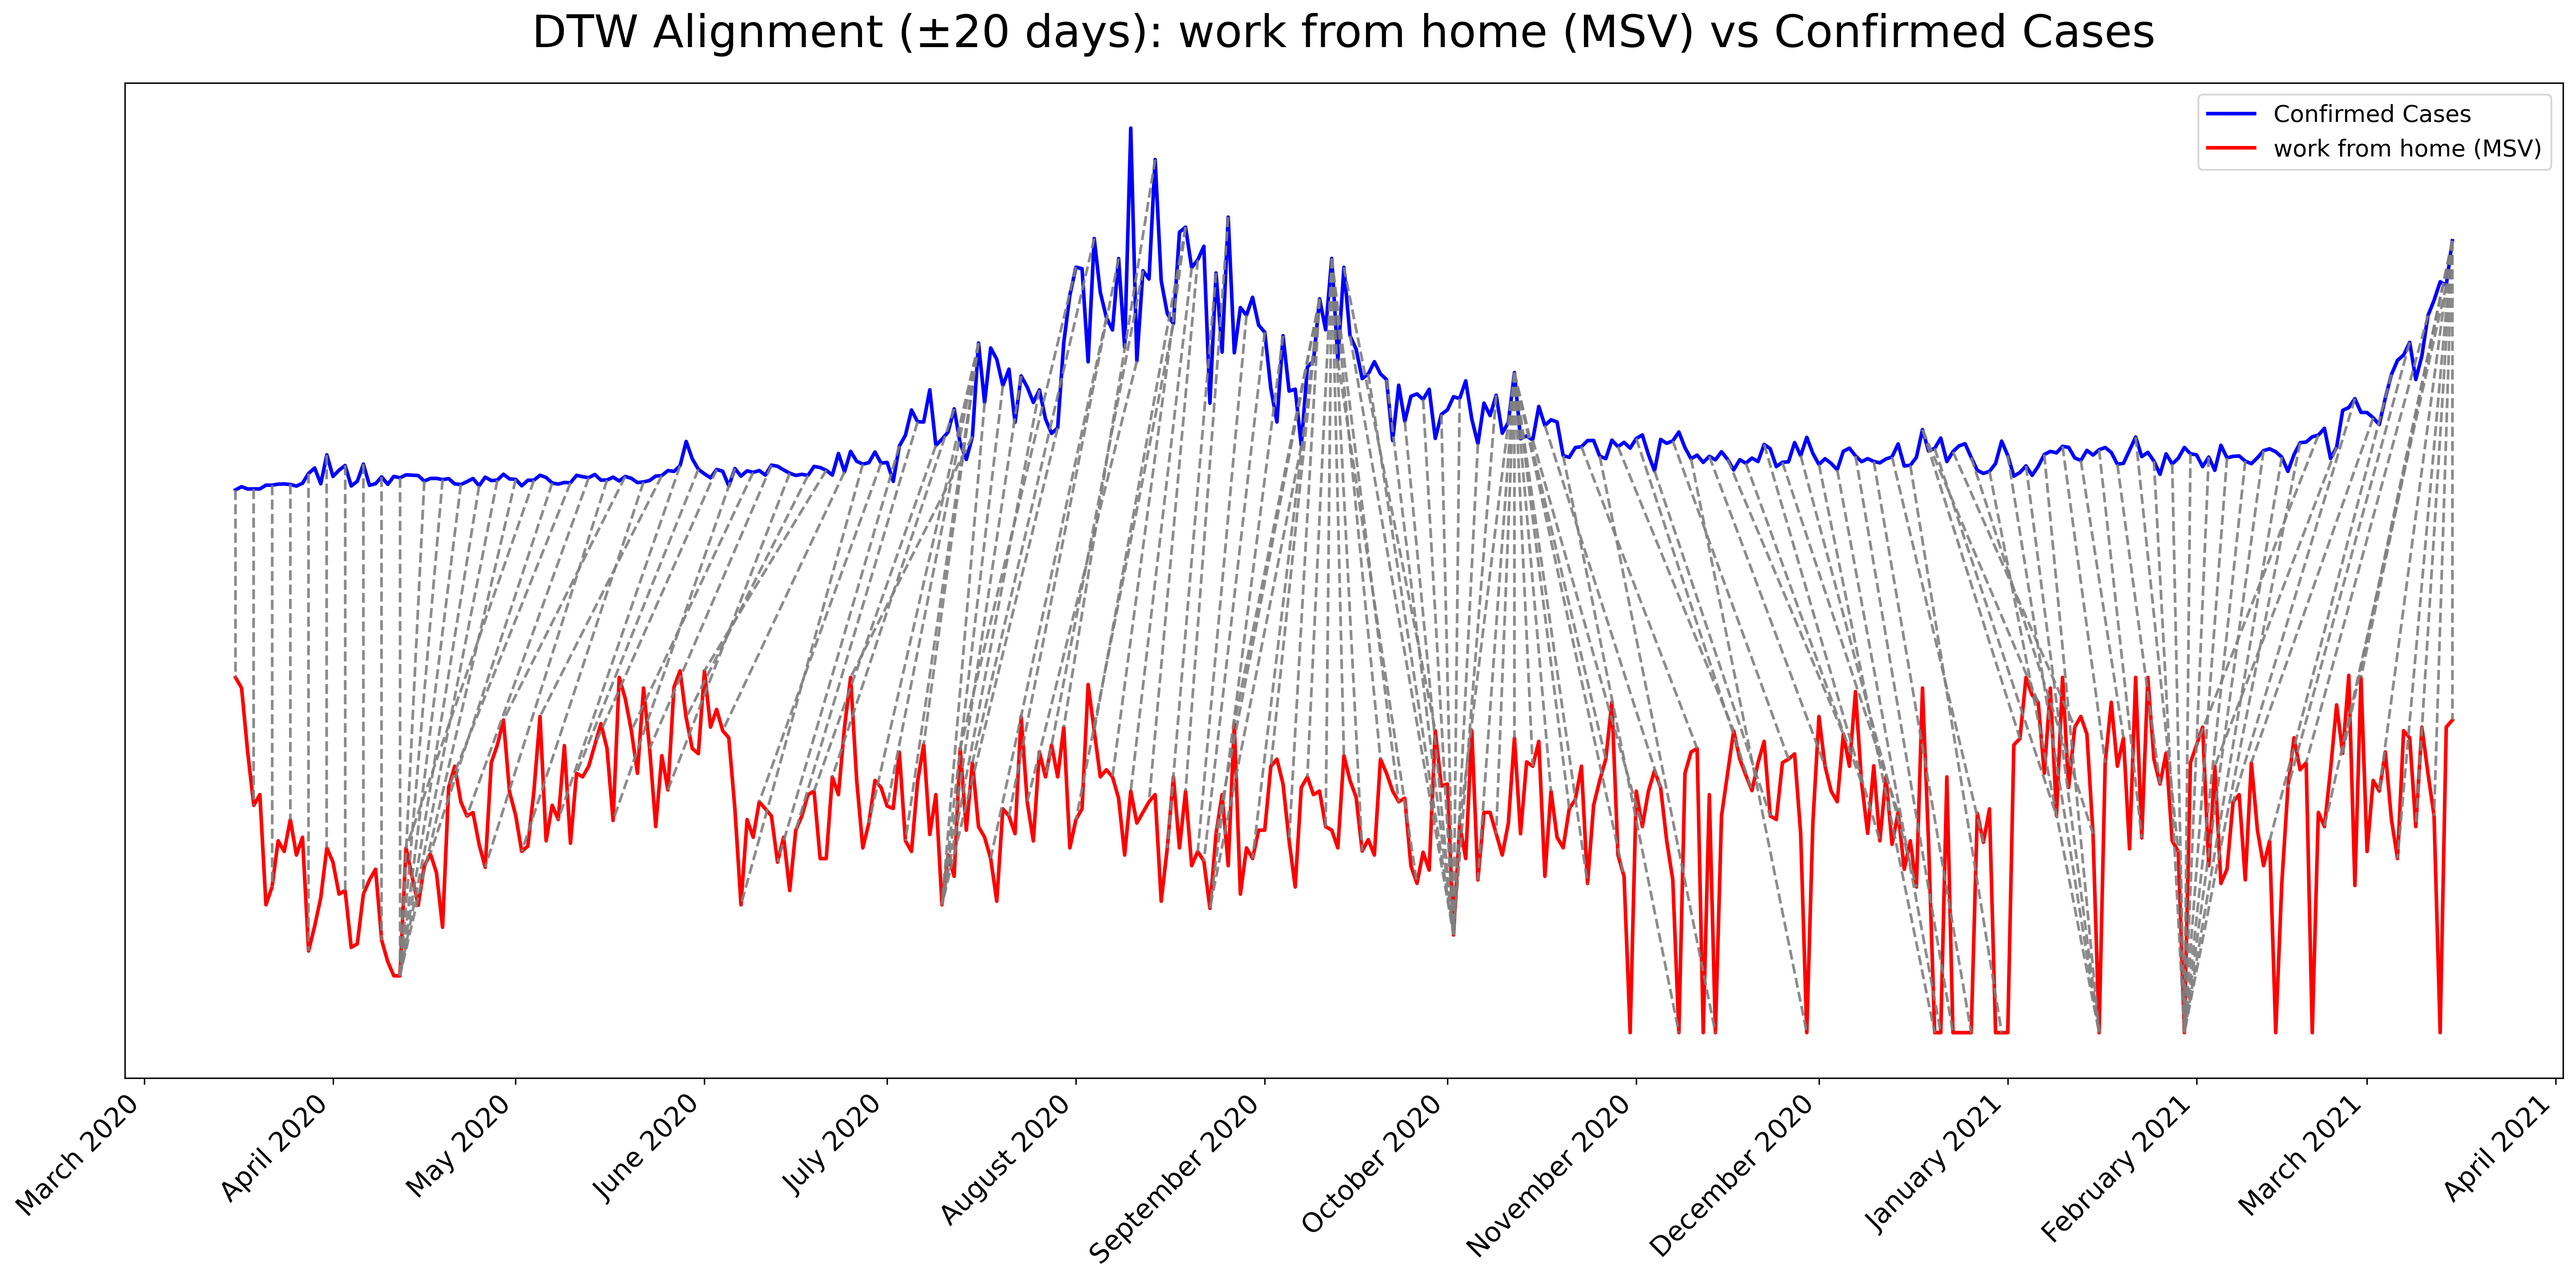 DTW Alignment (±20 days): work from home (MSV) vs Confirmed Cases
Confirmed Cases
work from home (MSV)
March 2020
April 2020
May 2020
June 2020
July 2020
August 2020
September 2020
October 2020
November 2020
December 2020
January 2021
February 2021
March 2021
April 2021